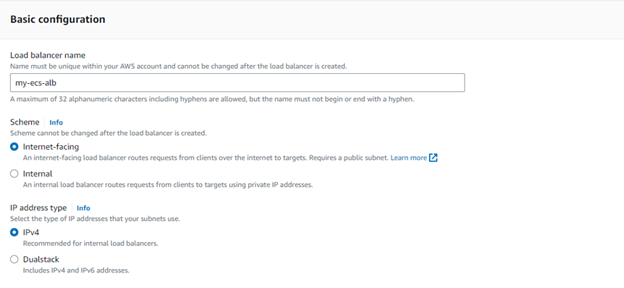 Basic configuration
Load balancer name
Name must be unique within your AWS account and cannot be changed after the load balancer is created.
my-ecs-alb
A maximum of 32 alphanumeric characters including hyphens are allowed, but the name must not begin or end with a hyphen.
Scheme Info
Scheme cannot be changed after the load balancer is created.
Internet-facing
An internet-facing load balancer routes requests from clients over the internet to targets. Requires a public subnet. Learn more
Internal
An internal load balancer routes requests from clients to targets using private IP addresses.
IP address type Info
Select the type of IP addresses that your subnets use.
IPv4
Recommended for internal load balancers.
Dualstack
Includes IPv4 and IPv6 addresses.